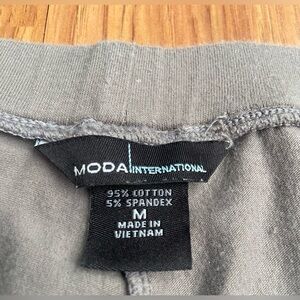 MODA INTERNATIONAL
95% COTTON
5% SPANDEX
M
MADE IN
VIETNAM